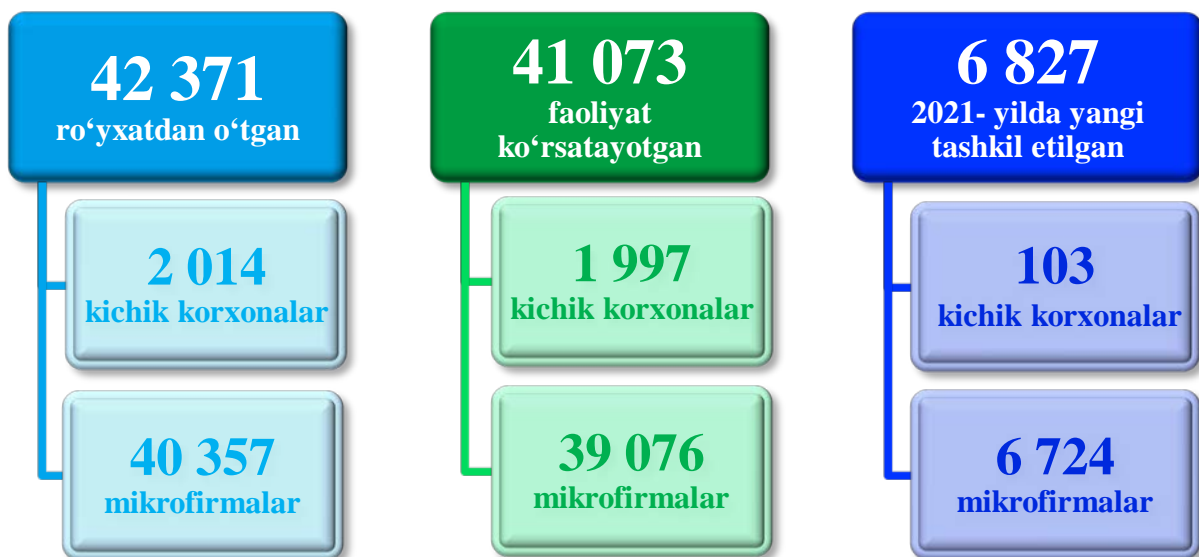 42 371
ro‘yxatdan o‘tgan
2 014
kichik korxonalar
40 357
mikrofirmalar
41 073
faoliyat
ko‘rsatayotgan
1 997
kichik korxonalar
39 076
mikrofirmalar
6 827
2021- yilda yangi
tashkil etilgan
103
kichik korxonalar
6 724
mikrofirmalar